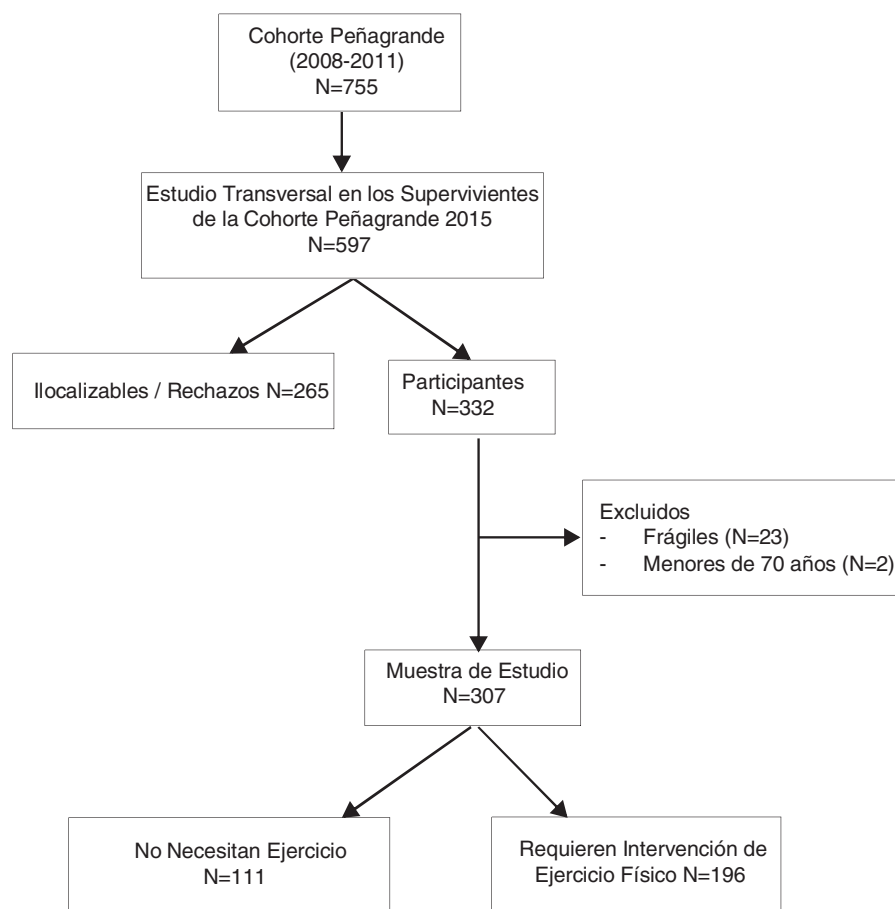 Cohorte Peñagrande
(2008-2011)
N=755
Estudio Transversal en los Supervivientes
de la Cohorte Peñagrande 2015
N=597
Ilocalizables / Rechazos N=265
Participantes
N=332
Excluidos
- Frágiles (N=23)
- Menores de 70 años (N=2)
Muestra de Estudio
N=307
No Necesitan Ejercicio
N=111
Requieren Intervención de
Ejercicio Físico N=196